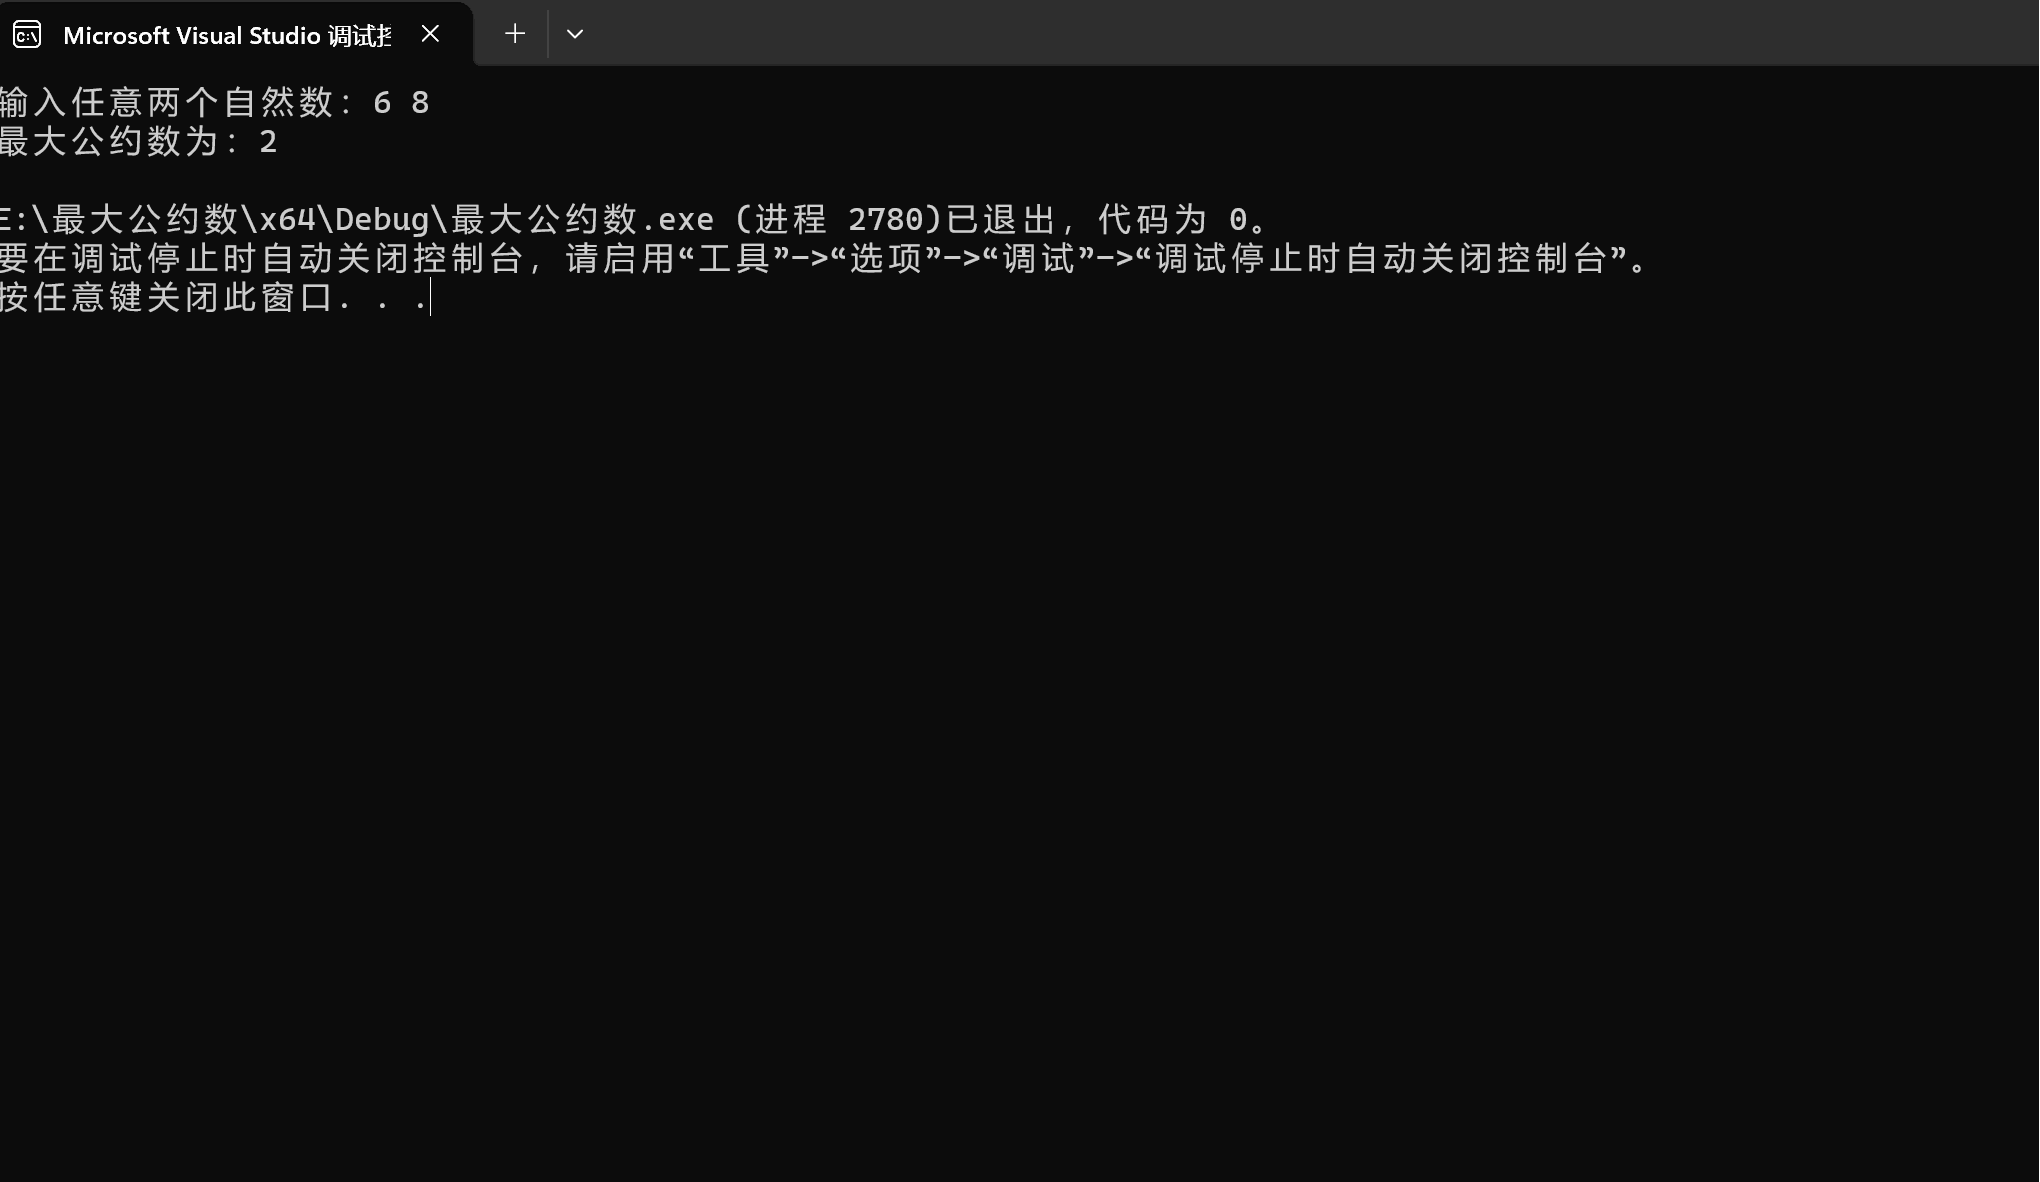 Microsoft Visual Studio 调试控
输入任意两个自然数：6 8
最大公约数为：2
E:\最大公约数\x64\Debug\最大公约数.exe (进程 2780)已退出，代码为 0。
要在调试停止时自动关闭控制台，请启用“工具”->“选项”->“调试”->“调试停止时自动关闭控制台”。
按任意键关闭此窗口. . .